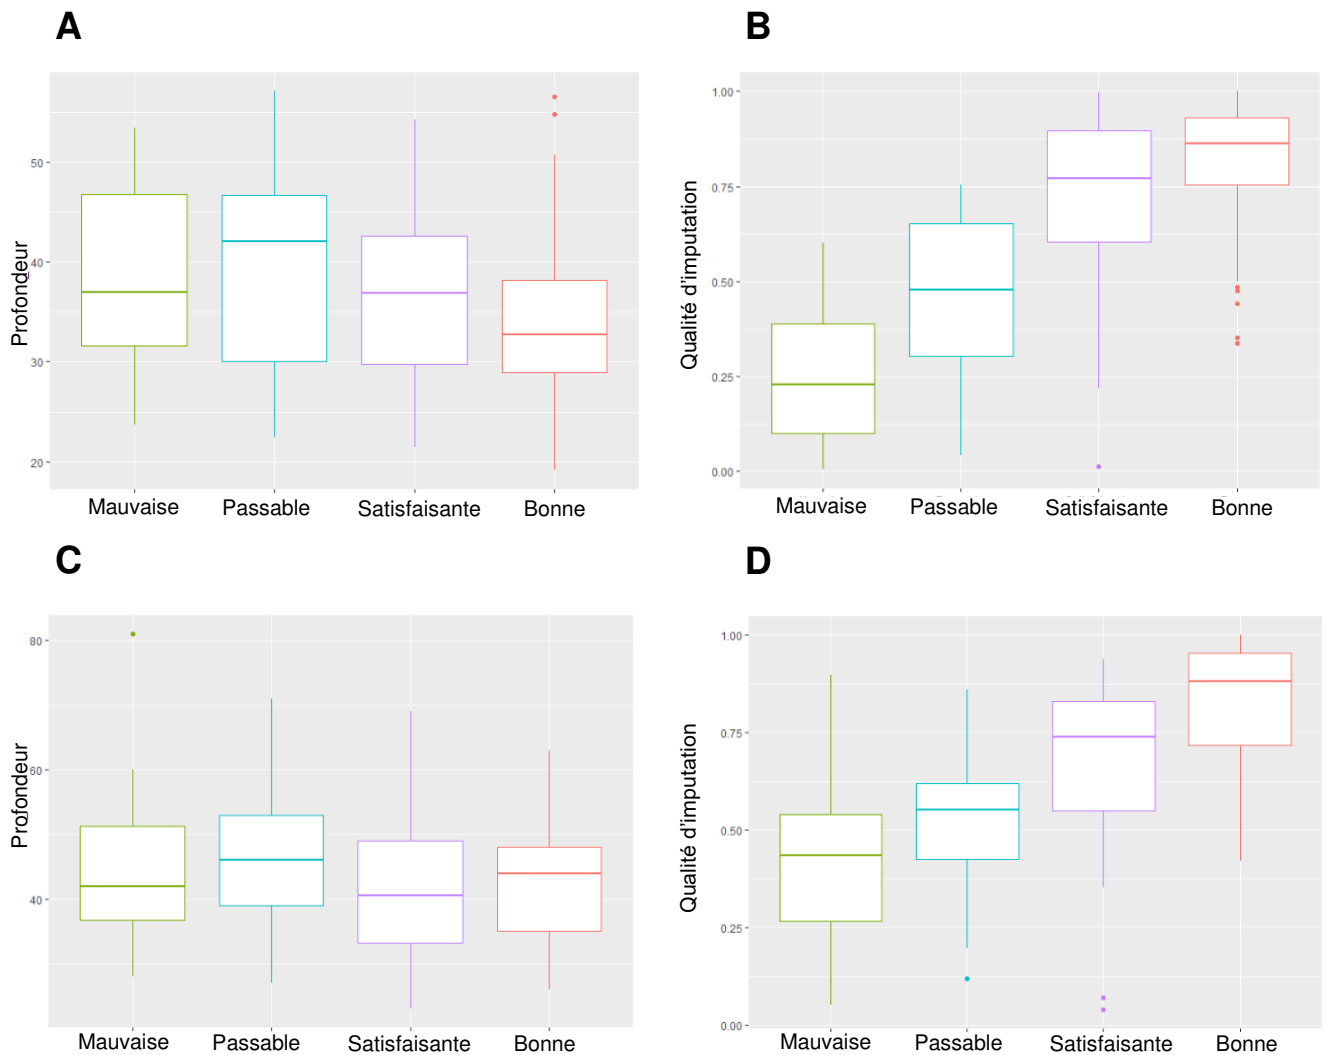 A
B
Profondeur
50
40
30
20
Mauvaise
Passable
Satisfaisante
Bonne
Qualité d'imputation
1.00
0.75
0.50
0.25
0.00
Mauvaise
Passable
Satisfaisante
Bonne
C
D
Profondeur
80
60
40
Mauvaise
Passable
Satisfaisante
Bonne
Qualité d'imputation
1.00
0.75
0.50
0.25
0.00
Mauvaise
Passable
Satisfaisante
Bonne